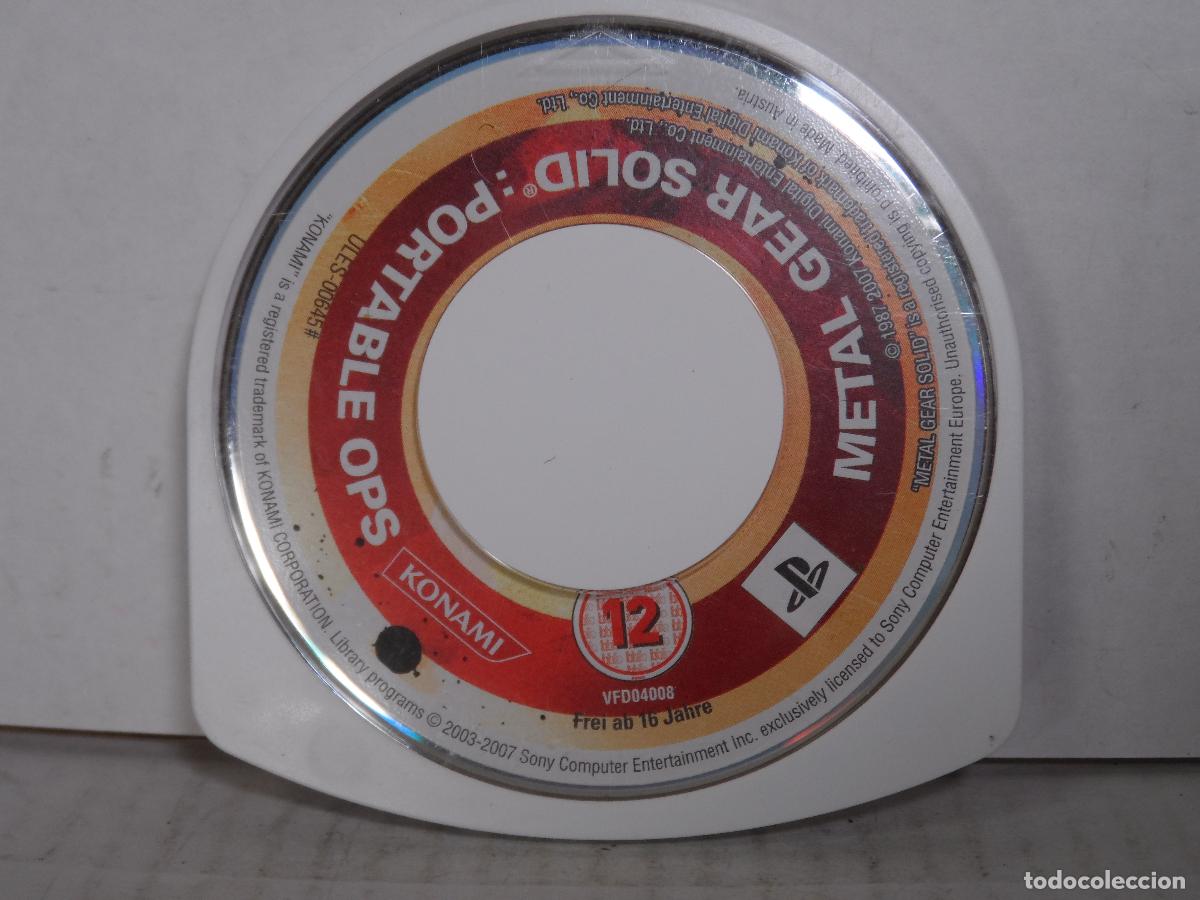 METAL GEAR SOLID® : PORTABLE OPS
© 1987 2007 Konami Digital Entertainment Co., Ltd.
"METAL GEAR SOLID" is a registered trademark of Konami Digital Entertainment Co., Ltd.
"KONAMI" is a registered trademark of KONAMI CORPORATION. Library programs © 2003-2007 Sony Computer Entertainment Inc. exclusively licensed to Sony Computer Entertainment Europe. Unauthorised copying is prohibited. Made in Austria.
ULES-00645#
KONAMI
12
VFD04008
Frei ab 16 Jahre
todocoleccion